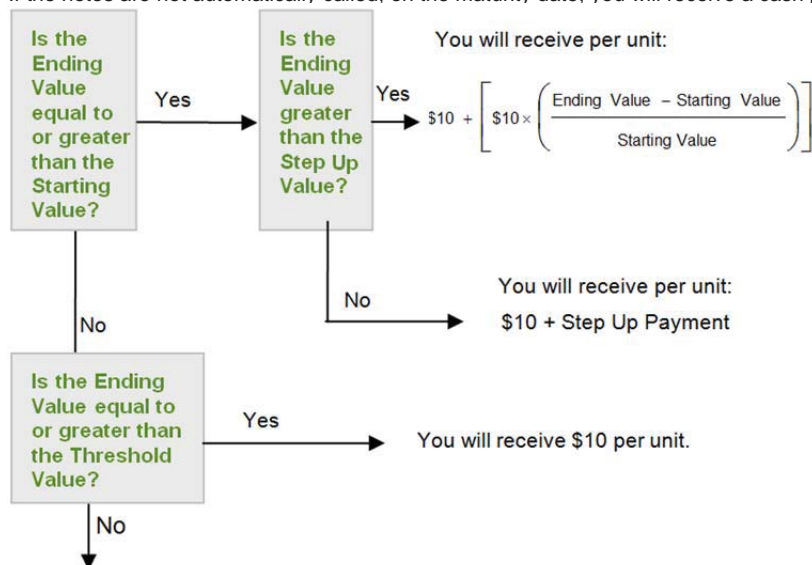 If the notes are not automatically called, on the maturity date, you will receive a cash
Is the
Ending
Value
equal to
or greater
than the
Starting
Value?
Yes
Is the
Ending
Value
greater
than the
Step Up
Value?
Yes
You will receive per unit:
$10 + [ $10 × ( Ending Value – Starting Value / Starting Value ) ]
No
You will receive per unit:
$10 + Step Up Payment
No
Is the Ending
Value equal to
or greater than
the Threshold
Value?
Yes
You will receive $10 per unit.
No